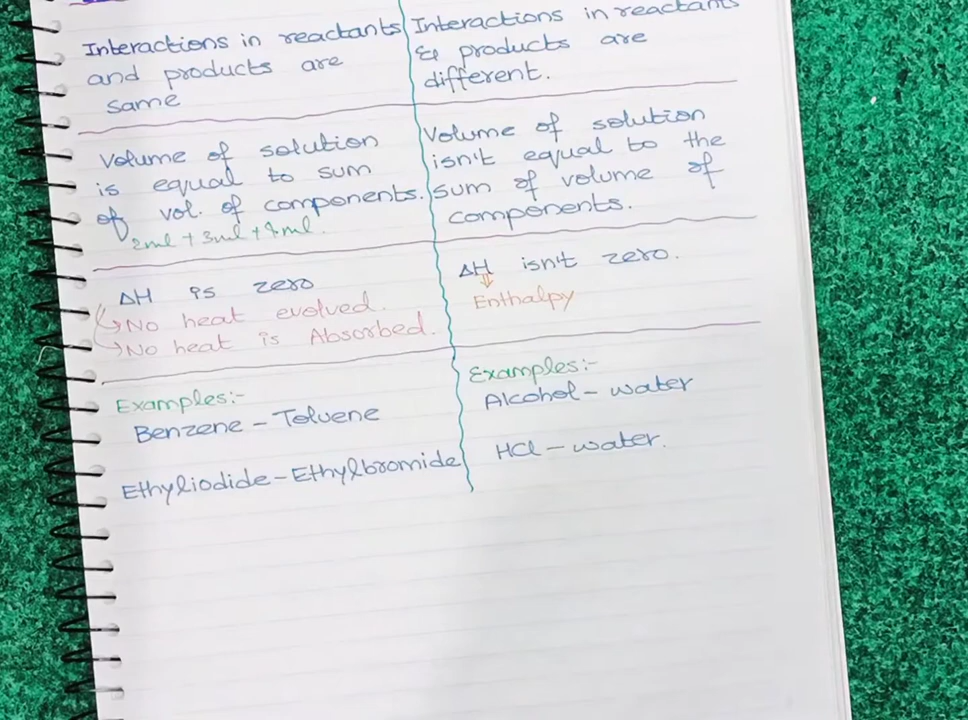 Interactions in reactants
and products are
same
Interactions in reactants
& products are
different.
Volume of solution
is equal to sum
of vol. of components.
2ml + 3ml + 4ml.
Volume of solution
isn't equal to the
sum of volume of
components.
ΔH is zero
↳ No heat evolved.
↳ No heat is Absorbed.
ΔH isn't zero.
⇓
Enthalpy
Examples:-
Benzene - Toluene
Ethyliodide - Ethylbromide
Examples:-
Alcohol - water
HCl - water.